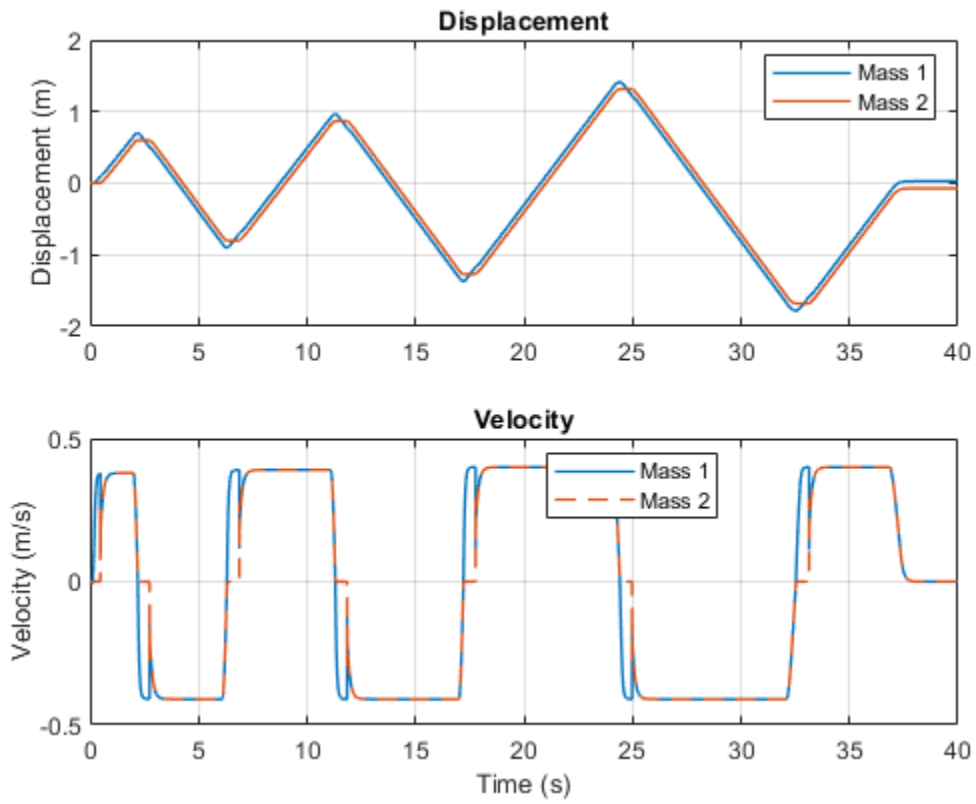 Displacement
Displacement (m)
2
1
0
-1
-2
Mass 1
Mass 2
0 5 10 15 20 25 30 35 40
Velocity
Velocity (m/s)
0.5
0
-0.5
Mass 1
Mass 2
0 5 10 15 20 25 30 35 40
Time (s)